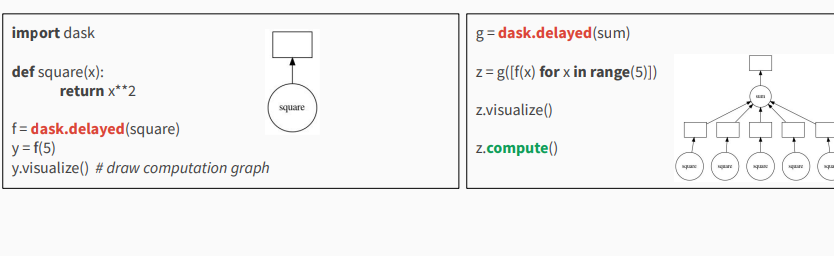 import dask
def square(x):
return x**2
f = dask.delayed(square)
y = f(5)
y.visualize() # draw computation graph
square
g = dask.delayed(sum)
z = g([f(x) for x in range(5)])
z.visualize()
z.compute()
sum
square square square square